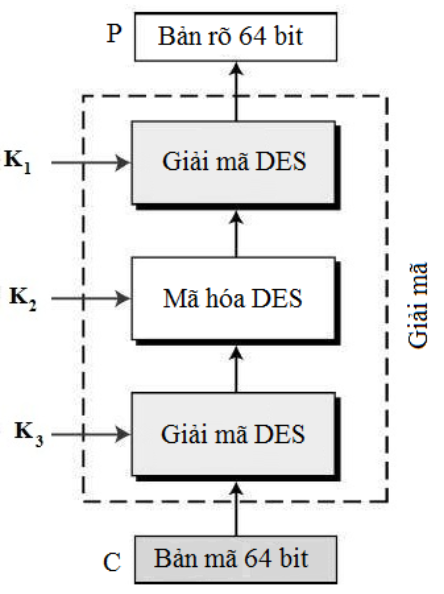 P
Bản rõ 64 bit
K1
Giải mã DES
K2
Mã hóa DES
Giải mã
K3
Giải mã DES
C
Bản mã 64 bit